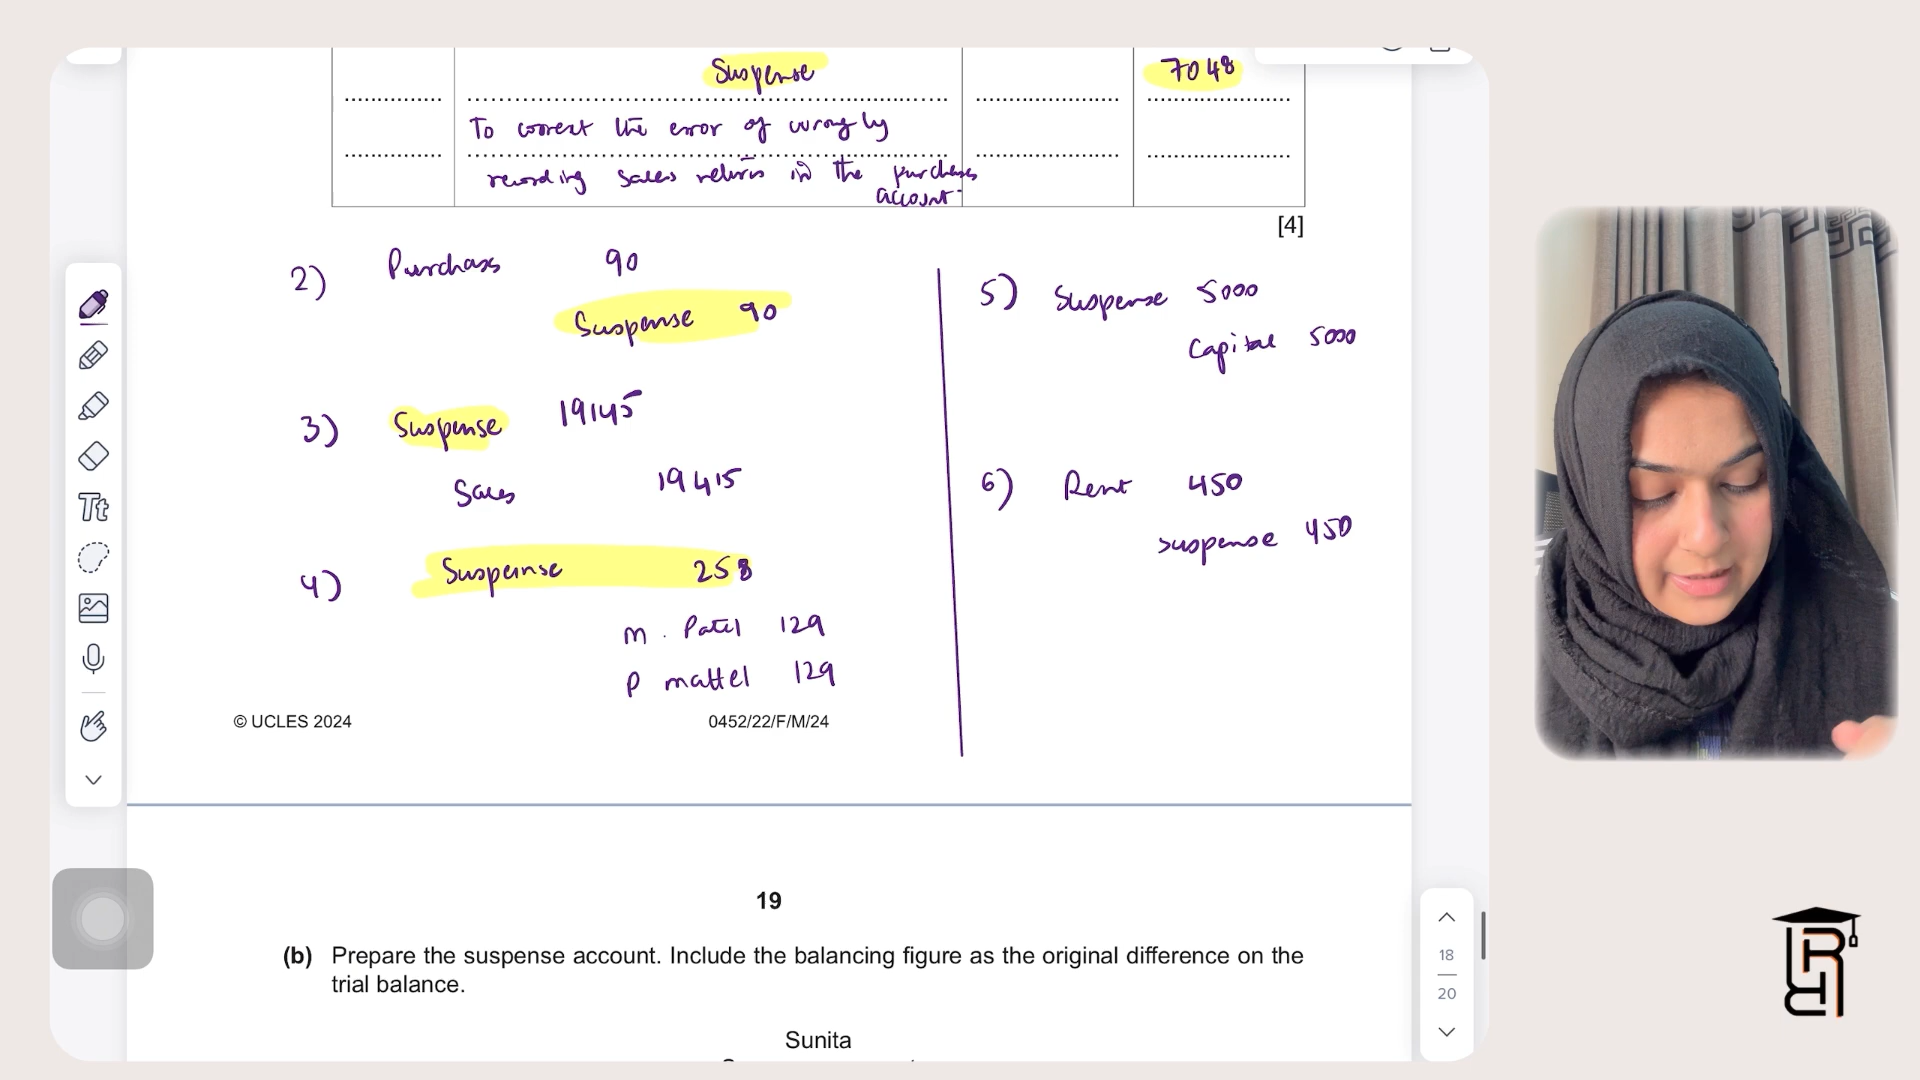 Suspense 7048
To correct the error of wrongly
recording sales return in the purchases
account.
[4]
2) Purchases 90
Suspense 90
3) Suspense 19145
Sales 19415
4) Suspense 258
M. Patel 129
P mattel 129
5) Suspense 5000
Capital 5000
6) Rent 450
suspense 450
© UCLES 2024
0452/22/F/M/24
19
(b) Prepare the suspense account. Include the balancing figure as the original difference on the
trial balance.
Sunita
Tt
18
20
R